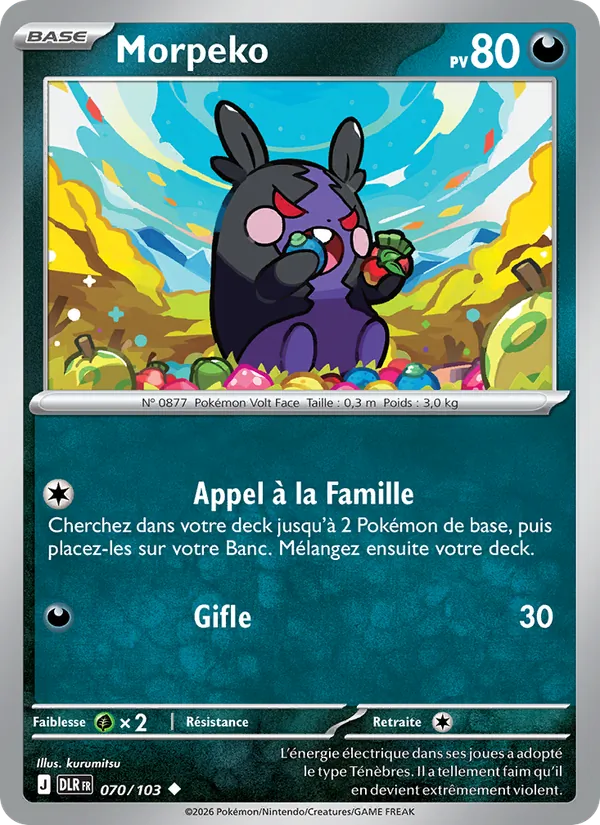 BASE
Morpeko
PV 80
N° 0877 Pokémon Volt Face Taille : 0,3 m Poids : 3,0 kg
Appel à la Famille
Cherchez dans votre deck jusqu'à 2 Pokémon de base, puis
placez-les sur votre Banc. Mélangez ensuite votre deck.
Gifle 30
Faiblesse × 2 Résistance Retraite
Illus. kurumitsu
L'énergie électrique dans ses joues a adopté
le type Ténèbres. Il a tellement faim qu'il
en devient extrêmement violent.
J DLR FR 070/103
©2026 Pokémon/Nintendo/Creatures/GAME FREAK